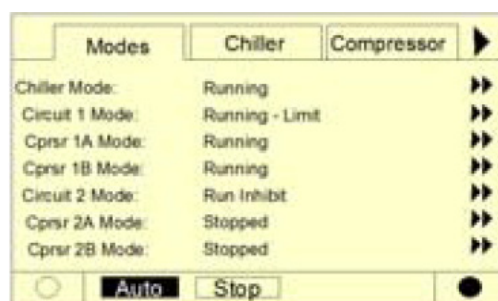 Modes Chiller Compressor
Chiller Mode: Running
Circuit 1 Mode: Running - Limit
Cprsr 1A Mode: Running
Cprsr 1B Mode: Running
Circuit 2 Mode: Run Inhibit
Cprsr 2A Mode: Stopped
Cprsr 2B Mode: Stopped
Auto Stop